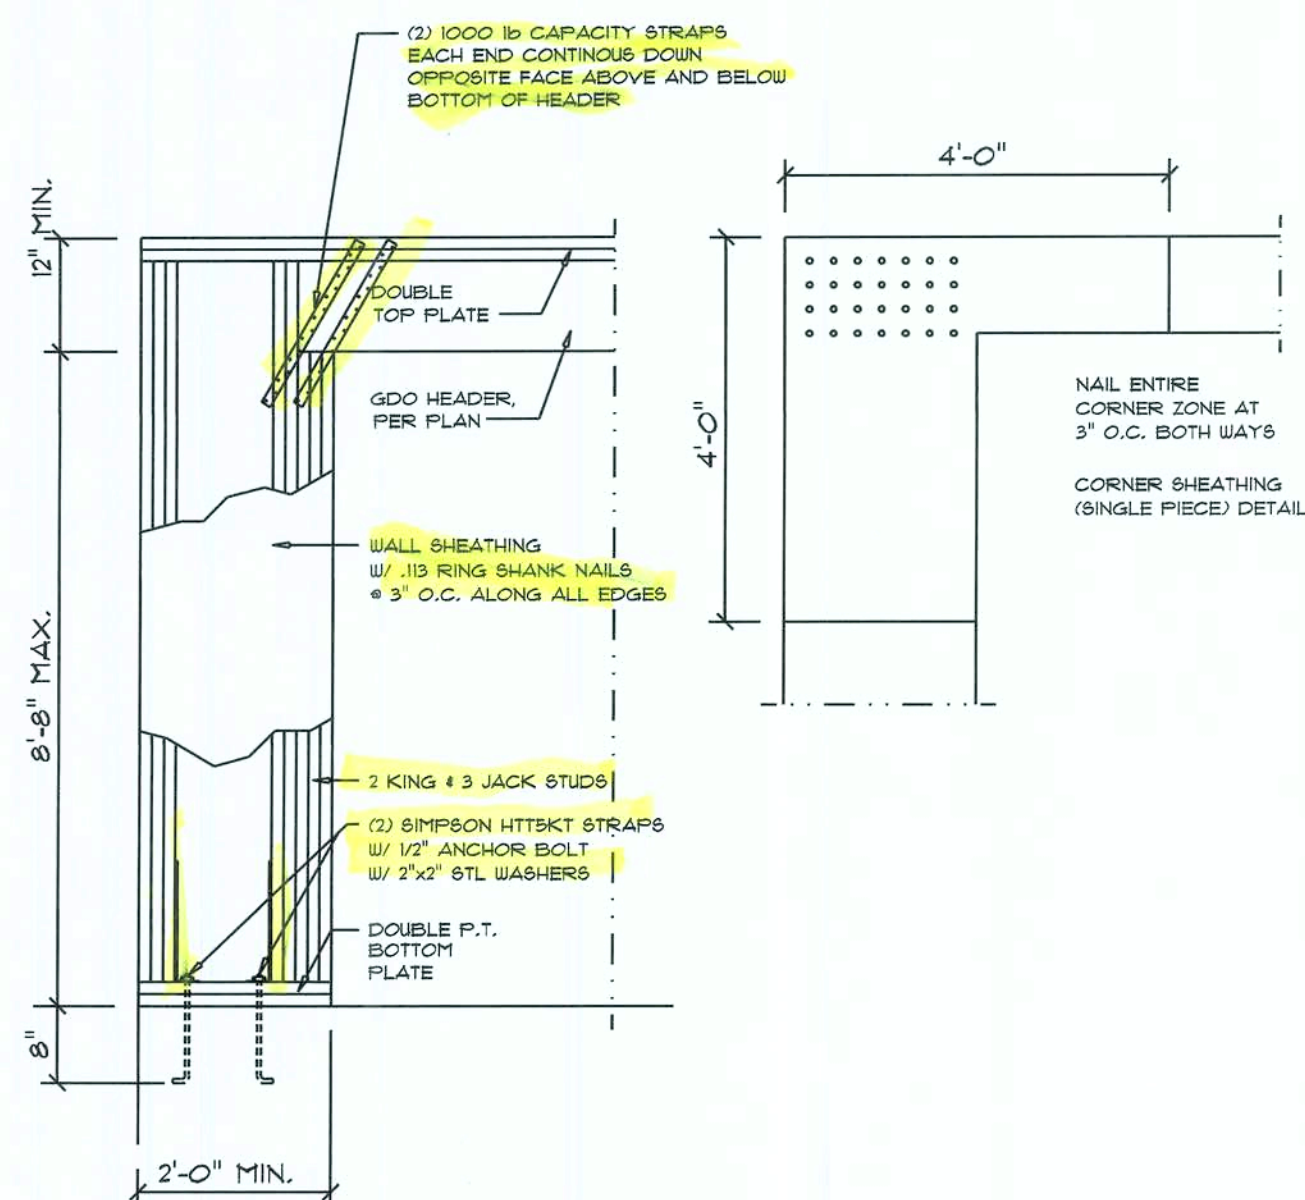 (2) 1000 lb CAPACITY STRAPS
EACH END CONTINOUS DOWN
OPPOSITE FACE ABOVE AND BELOW
BOTTOM OF HEADER
4'-0"
12" MIN.
DOUBLE
TOP PLATE
GDO HEADER,
PER PLAN
4'-0"
NAIL ENTIRE
CORNER ZONE AT
3" O.C. BOTH WAYS
CORNER SHEATHING
(SINGLE PIECE) DETAIL
WALL SHEATHING
W/ .113 RING SHANK NAILS
@ 3" O.C. ALONG ALL EDGES
8'-8" MAX.
2 KING & 3 JACK STUDS
(2) SIMPSON HTT5KT STRAPS
W/ 1/2" ANCHOR BOLT
W/ 2"x2" STL WASHERS
DOUBLE P.T.
BOTTOM
PLATE
8"
2'-0" MIN.